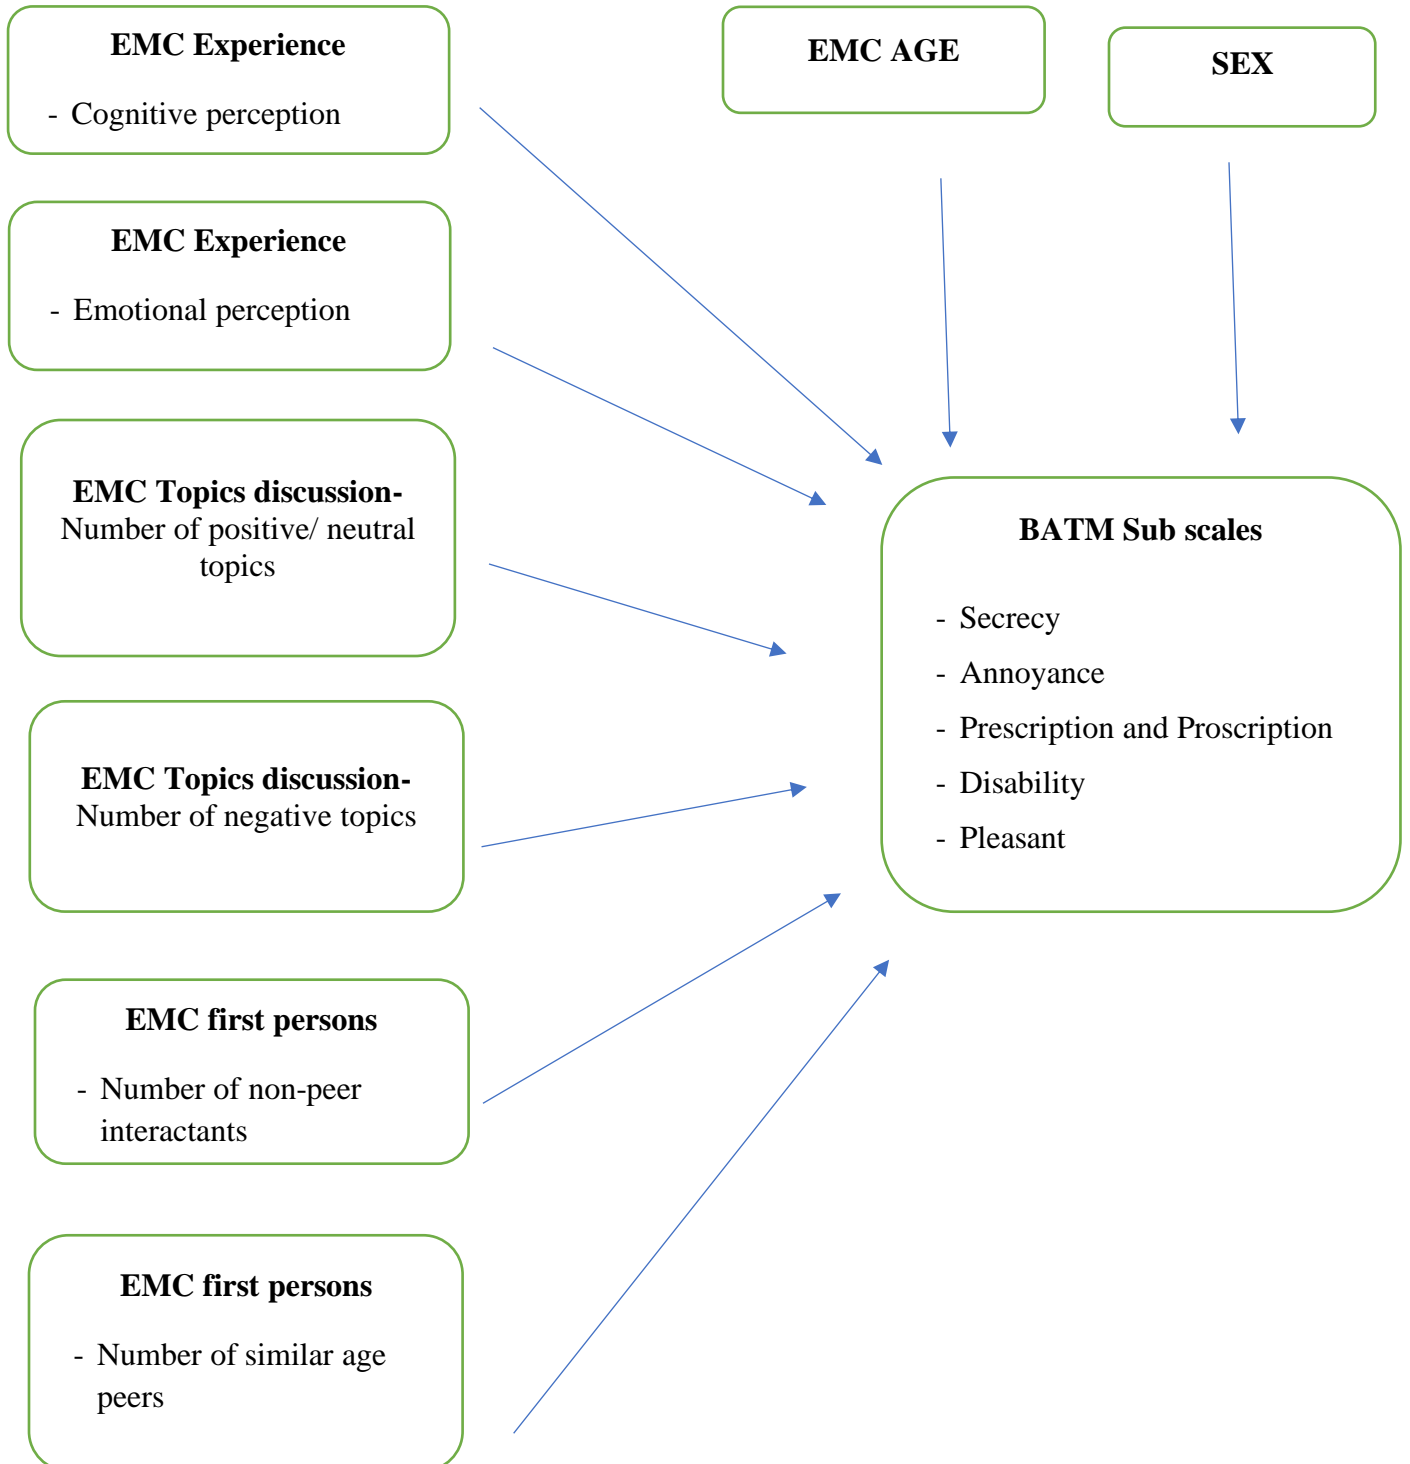 EMC Experience
- Cognitive perception
EMC AGE
SEX
EMC Experience
- Emotional perception
EMC Topics discussion-
Number of positive/ neutral
topics
EMC Topics discussion-
Number of negative topics
EMC first persons
- Number of non-peer
interactants
EMC first persons
- Number of similar age
peers
BATM Sub scales
- Secrecy
- Annoyance
- Prescription and Proscription
- Disability
- Pleasant